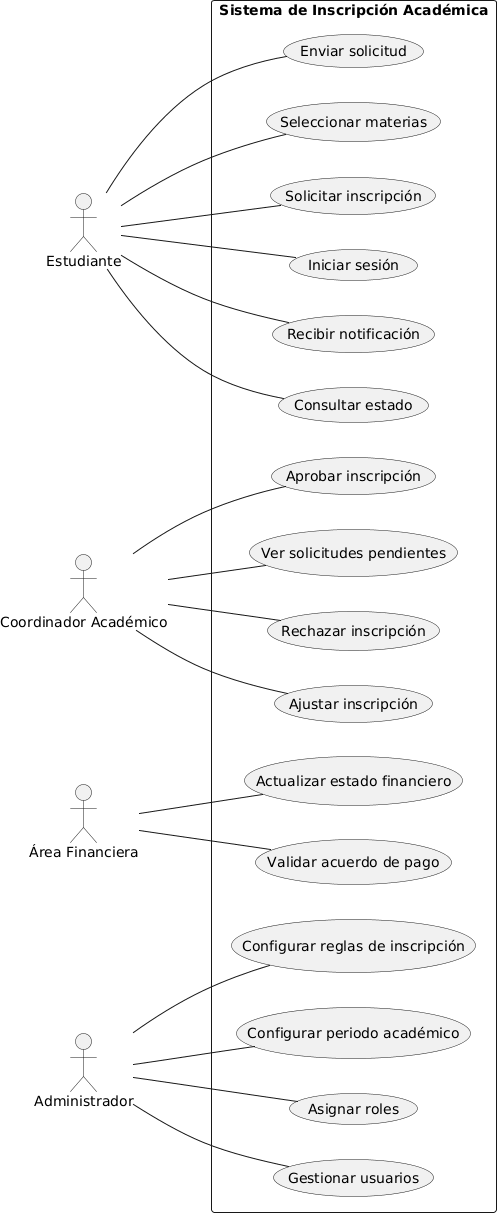 Sistema de Inscripción Académica
Enviar solicitud
Seleccionar materias
Solicitar inscripción
Estudiante
Iniciar sesión
Recibir notificación
Consultar estado
Aprobar inscripción
Ver solicitudes pendientes
Coordinador Académico
Rechazar inscripción
Ajustar inscripción
Actualizar estado financiero
Área Financiera
Validar acuerdo de pago
Configurar reglas de inscripción
Configurar periodo académico
Administrador
Asignar roles
Gestionar usuarios